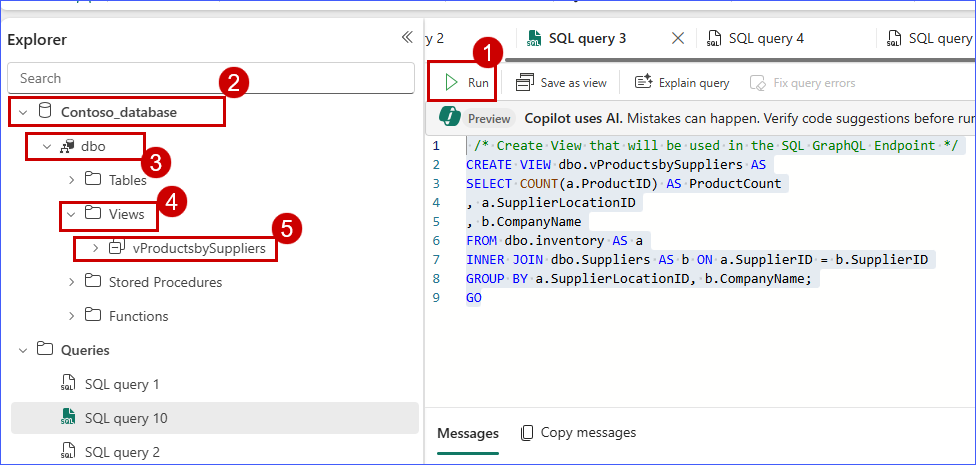 Explorer
Search
2
Contoso_database
dbo
3
Tables
4
Views
5
vProductsbySuppliers
Stored Procedures
Functions
Queries
SQL query 1
SQL query 10
SQL query 2
y 2
SQL query 3
SQL query 4
SQL query
1
Run
Save as view
Explain query
Fix query errors
Preview Copilot uses AI. Mistakes can happen. Verify code suggestions before run
1 /* Create View that will be used in the SQL GraphQL Endpoint */
2 CREATE VIEW dbo.vProductsbySuppliers AS
3 SELECT COUNT(a.ProductID) AS ProductCount
4 , a.SupplierLocationID
5 , b.CompanyName
6 FROM dbo.inventory AS a
7 INNER JOIN dbo.Suppliers AS b ON a.SupplierID = b.SupplierID
8 GROUP BY a.SupplierLocationID, b.CompanyName;
9 GO
Messages Copy messages